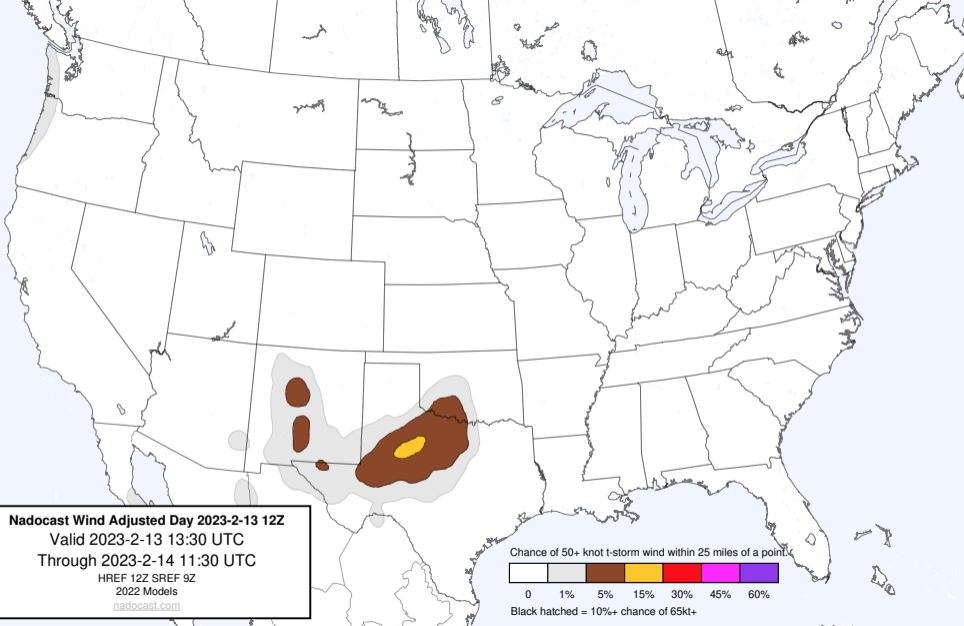 Nadocast Wind Adjusted Day 2023-2-13 12Z
Valid 2023-2-13 13:30 UTC
Through 2023-2-14 11:30 UTC
HREF 12Z SREF 9Z
2022 Models
nadocast.com
Chance of 50+ knot t-storm wind within 25 miles of a point.
0 1% 5% 15% 30% 45% 60%
Black hatched = 10%+ chance of 65kt+